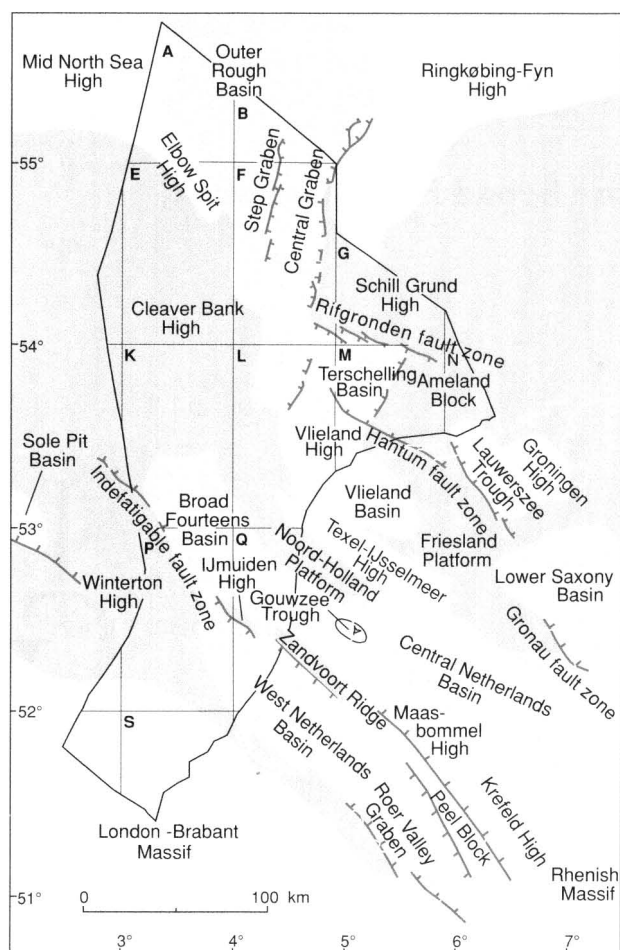 A
Mid North Sea
High
Outer
Rough
Basin
Ringkøbing-Fyn
High
B
55°
E
Elbow Spit
High
F
Step Graben
Central Graben
G
Schill Grund
High
Cleaver Bank
High
Rifgronden fault zone
54°
K
L
M
N
Terschelling
Basin
Ameland
Block
Sole Pit
Basin
Vlieland
High
Hantum fault zone
Lauwerszee
Trough
Groningen
High
Indefatigable fault zone
Broad
Fourteens
Basin
Vlieland
Basin
53°
P
Q
Noord-Holland
Platform
Texel-IJsselmeer
High
Friesland
Platform
Winterton
High
IJmuiden
High
Gouwzee
Trough
Lower Saxony
Basin
Gronau fault zone
Zandvoort Ridge
Central Netherlands
Basin
52°
S
West Netherlands
Basin
Maas-
bommel
High
Roer Valley
Graben
Peel Block
Krefeld High
London -Brabant
Massif
Rhenish
Massif
51°
0 100 km
3° 4° 5° 6° 7°